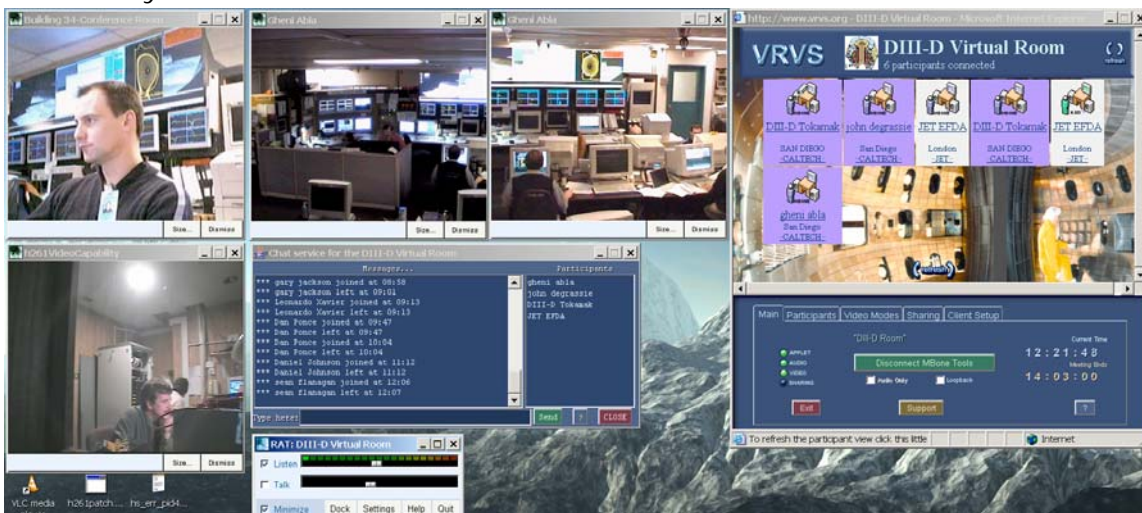 Building 34-Conference Room
Gheni Abla
Gheni Abla
Size... Dismiss
Size... Dismiss
Size... Dismiss
h261VideoCapability
Size... Dismiss
Chat service for the DIII-D Virtual Room
Messages...
Participants
*** gary jackson joined at 08:58
*** gary jackson left at 09:01
*** Leonardo Xavier joined at 09:13
*** Leonardo Xavier left at 09:13
*** Dan Ponce joined at 09:47
*** Dan Ponce left at 09:47
*** Dan Ponce joined at 10:04
*** Dan Ponce left at 10:04
*** Daniel Johnson joined at 11:12
*** Daniel Johnson left at 11:12
*** sean flanagan joined at 12:06
*** sean flanagan left at 12:07
gheni abla
john degrassie
DIII-D Tokamak
JET EFDA
Type here:
Send ? CLOSE
RAT: DIII-D Virtual Room
Listen
Talk
Minimize Dock Settings Help Quit
VLC media
h261patch...
hs_err_pid4...
http://www.vrvs.org - DIII-D Virtual Room - Microsoft Internet Explorer
VRVS
DIII-D Virtual Room
6 participants connected
refresh
DIII-D Tokamak
SAN DIEGO
-CALTECH-
john degrassie
San Diego
-CALTECH-
JET EFDA
London
-JET-
DIII-D Tokamak
SAN DIEGO
-CALTECH-
JET EFDA
London
-JET-
gheni abla
San Diego
-CALTECH-
Main Participants Video Modes Sharing Client Setup
"DIII-D Room"
Current Time
12:21:48
Meeting Ends
14:03:00
APPLET
AUDIO
VIDEO
SHARING
Disconnect MBone Tools
Audio Only Loopback
Exit Support ?
To refresh the participant view click this little
Internet